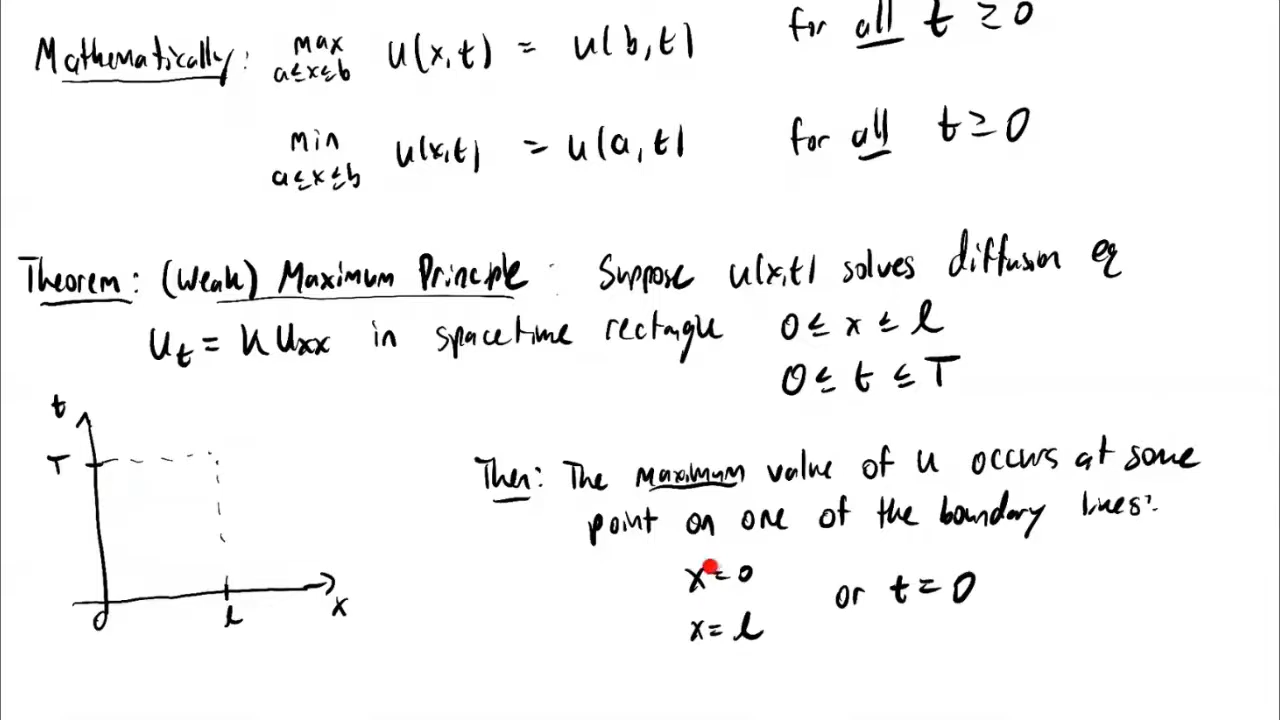 Mathematically: max a≤x≤b u(x,t) = u(b,t) for all t ≥ 0
min a≤x≤b u(x,t) = u(a,t) for all t ≥ 0
Theorem: (Weak) Maximum Principle: Suppose u(x,t) solves diffusion eq
u_t = k u_xx in spacetime rectangle 0 ≤ x ≤ l
0 ≤ t ≤ T
t
T
0
l
x
Then: The maximum value of u occurs at some
point on one of the boundary lines:
x = 0
or t = 0
x = l